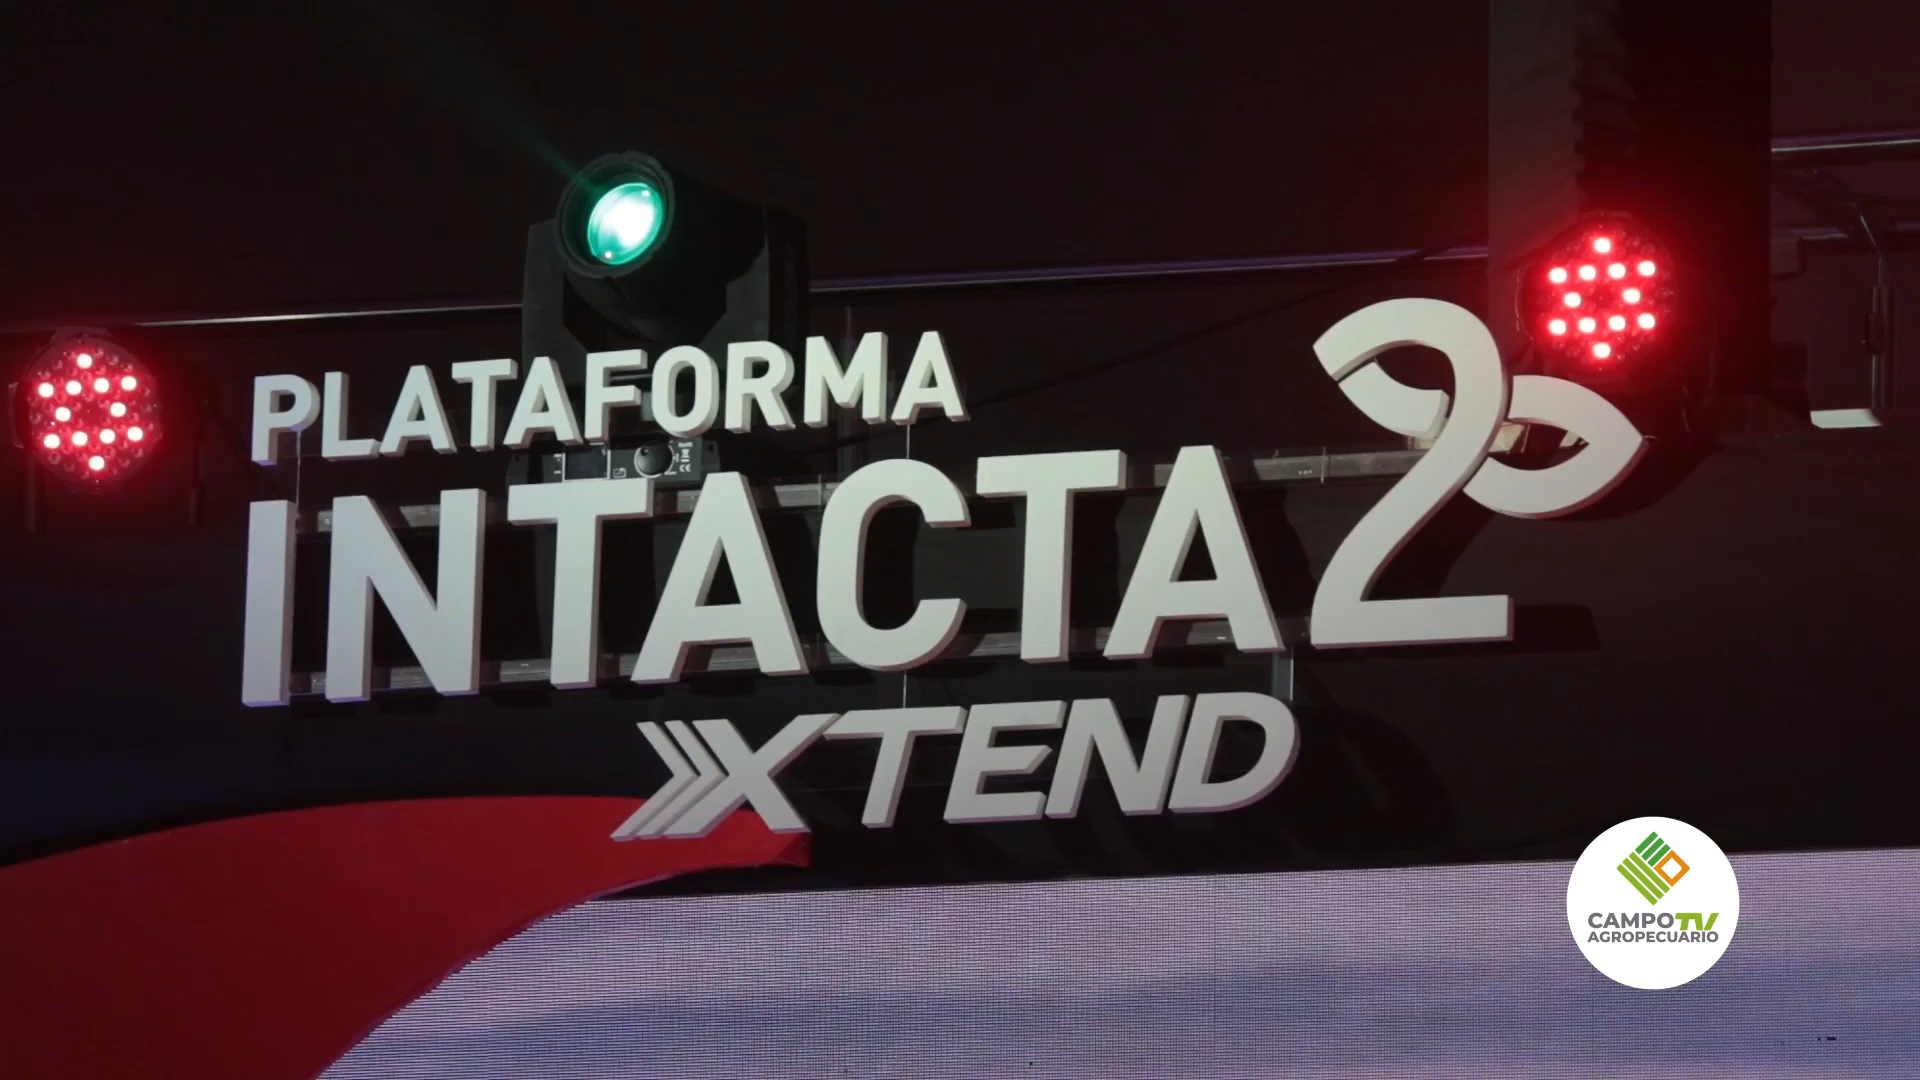 PLATAFORMA
INTACTA 2
XTEND
CAMPO TV
AGROPECUARIO